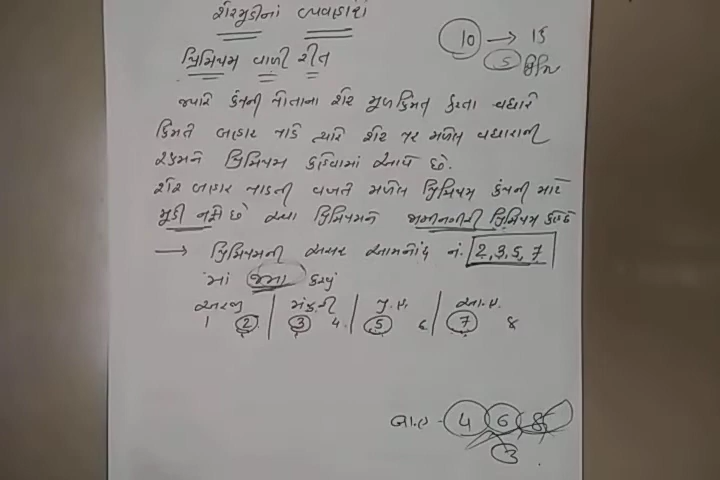 શેરમુડીનાં વ્યવહારો
10 → 15
5 પ્રિમિ
પ્રિમિયમ વાળી રીત
જ્યારે કંપની પોતાના શેર મુળકિંમત કરતા વધારે
કિંમતે બહાર પાડે ત્યારે શેર પર મળેલ વધારાની
રકમને પ્રિમિયમ કહેવામાં આવે છે.
શેર બહાર પાડતી વખતે મળેલ પ્રિમિયમ કંપની માટે
મુડી નફો છે આવા પ્રિમિયમને જામીનગીરી પ્રિમિયમ કહે
→ પ્રિમિયમની અસર આમનોંધ નં. 2,3,5,7
માં જમા કરવું
અરજી | મંજુરી | પ્ર.હ. | આ.હ.
1 2 | 3 4 | 5 6 | 7 8
બા.હ - 4 6 8
3